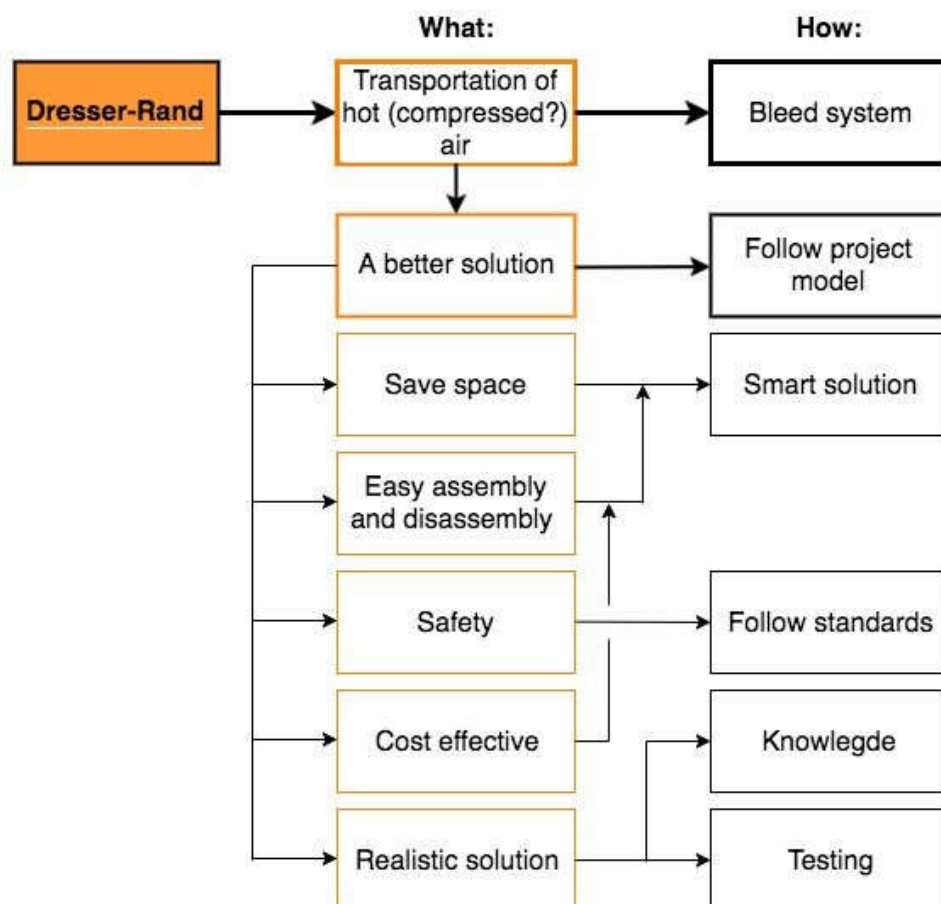 What:
How:
Dresser-Rand
Transportation of
hot (compressed?)
air
Bleed system
A better solution
Follow project
model
Save space
Smart solution
Easy assembly
and disassembly
Safety
Follow standards
Cost effective
Knowlegde
Realistic solution
Testing